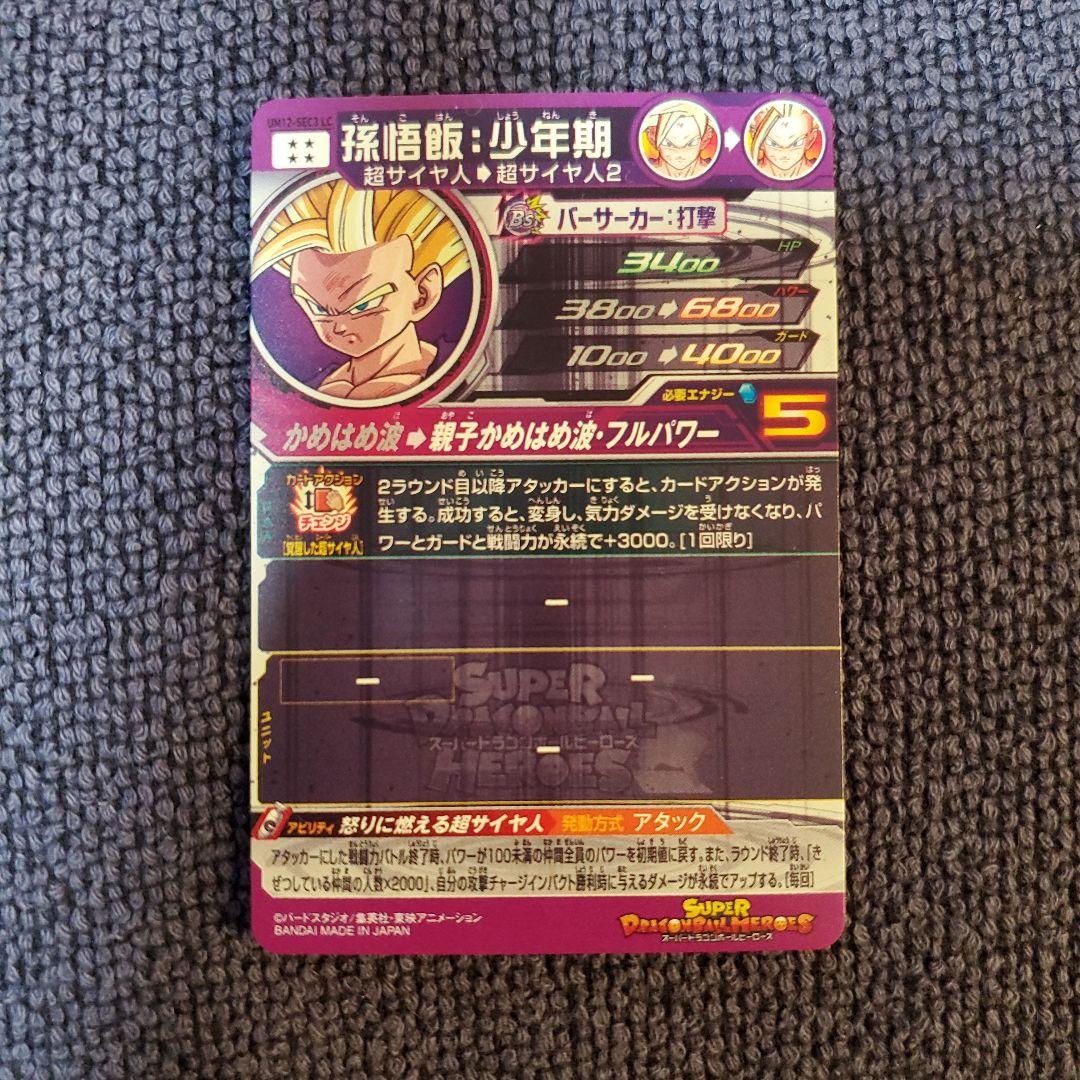 UM12-SEC3 LC
孫悟飯:少年期
そん ご はん しょう ねん き
超サイヤ人➡超サイヤ人2
Bs バーサーカー:打撃
HP
3400
パワー
3800➡6800
ガード
1000➡4000
必要エナジー 5
かめはめ波➡親子かめはめ波・フルパワー
は おや こ は
カードアクション
チェンジ
[覚醒した超サイヤ人]
2ラウンド目以降アタッカーにすると、カードアクションが発
生する。成功すると、変身し、気力ダメージを受けなくなり、パ
ワーとガードと戦闘力が永続で+3000。[1回限り]
-
ユニット
- -
-
SUPER
DRAGONBALL
スーパードラゴンボールヒーローズ
HEROES
アビリティ 怒りに燃える超サイヤ人 発動方式 アタック
アタッカーにした戦闘力バトル終了時、パワーが100未満の仲間全員のパワーを初期値に戻す。また、ラウンド終了時、「き
ぜつしている仲間の人数×2000」、自分の攻撃チャージインパクト勝利時に与えるダメージが永続でアップする。[毎回]
©バードスタジオ/集英社・東映アニメーション
BANDAI MADE IN JAPAN
SUPER
DRAGONBALL HEROES
スーパードラゴンボールヒーローズ